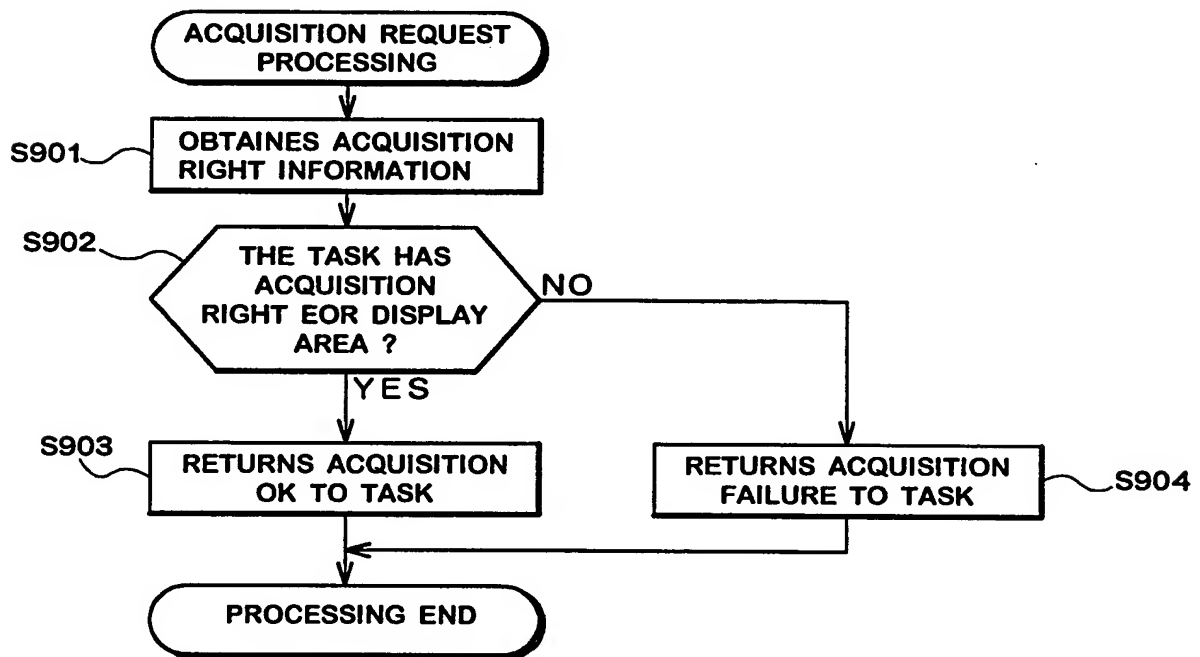 ACQUISITION REQUEST
PROCESSING
S901
OBTAINES ACQUISITION
RIGHT INFORMATION
S902
THE TASK HAS
ACQUISITION
RIGHT EOR DISPLAY
AREA ?
NO
YES
S903
RETURNS ACQUISITION
OK TO TASK
RETURNS ACQUISITION
FAILURE TO TASK
S904
PROCESSING END